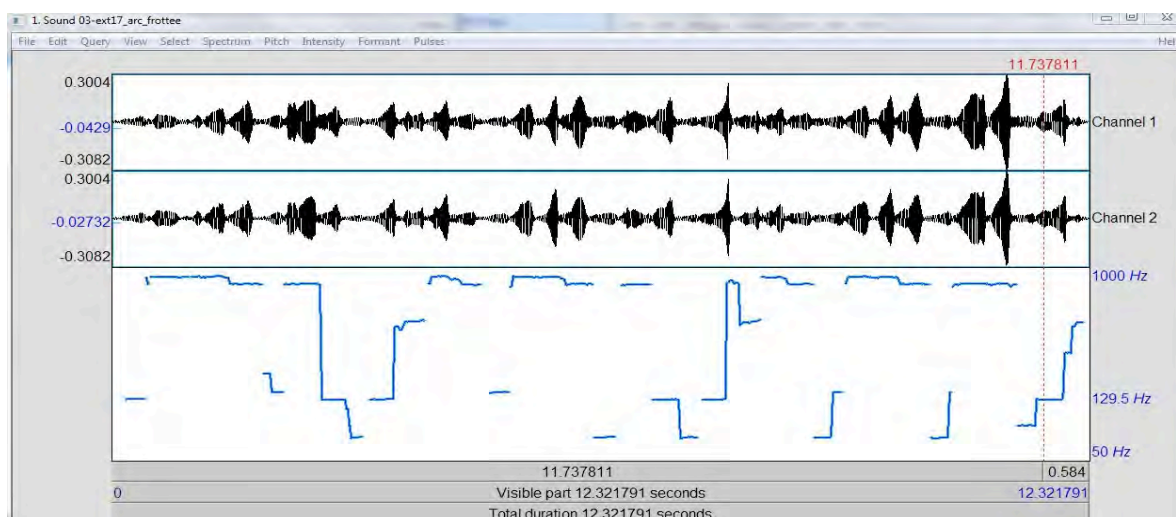 1. Sound 03-ext17_arc_frottee
File Edit Query View Select Spectrum Pitch Intensity Formant Pulses Hel
11.737811
0.3004
-0.0429
-0.3082
Channel 1
0.3004
-0.02732
-0.3082
Channel 2
1000 Hz
129.5 Hz
50 Hz
11.737811 0.584
0 Visible part 12.321791 seconds 12.321791
Total duration 12.321791 seconds